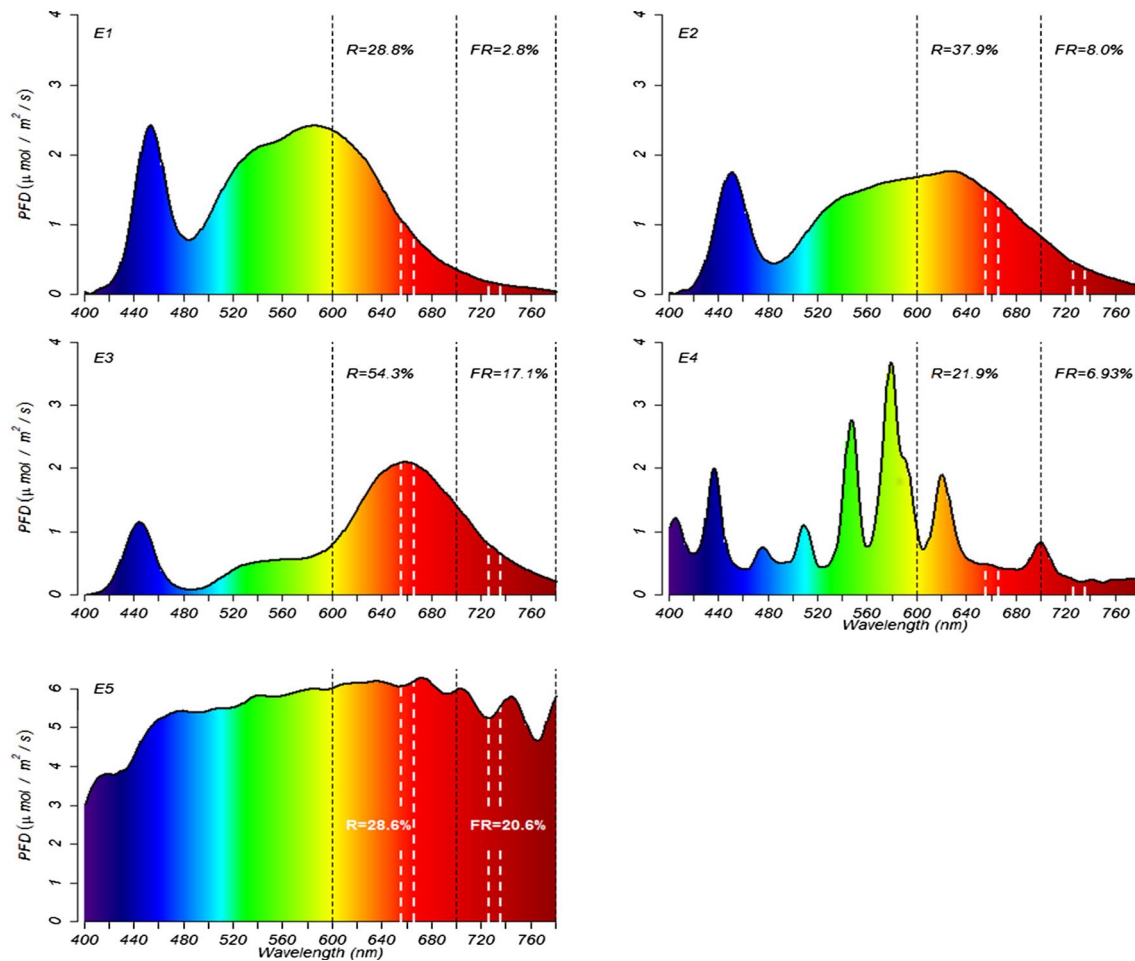 E1
R=28.8%
FR=2.8%
PFD (μ mol / m² / s)
4
3
2
1
0
400 440 480 520 560 600 640 680 720 760
E2
R=37.9%
FR=8.0%
4
3
2
1
0
400 440 480 520 560 600 640 680 720 760
E3
R=54.3%
FR=17.1%
PFD (μ mol / m² / s)
4
3
2
1
0
400 440 480 520 560 600 640 680 720 760
E4
R=21.9%
FR=6.93%
4
3
2
1
0
400 440 480 520 560 600 640 680 720 760
Wavelength (nm)
E5
PFD (μ mol / m² / s)
6
5
4
3
2
1
0
R=28.6%
FR=20.6%
400 440 480 520 560 600 640 680 720 760
Wavelength (nm)